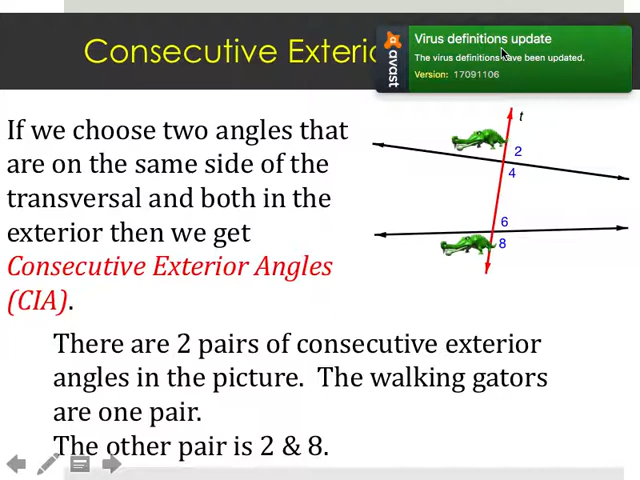 Consecutive Exterio
Virus definitions update
The virus definitions have been updated.
Version: 17091106
avast
If we choose two angles that
are on the same side of the
transversal and both in the
exterior then we get
Consecutive Exterior Angles
(CIA).
t
2
4
6
8
There are 2 pairs of consecutive exterior
angles in the picture. The walking gators
are one pair.
The other pair is 2 & 8.